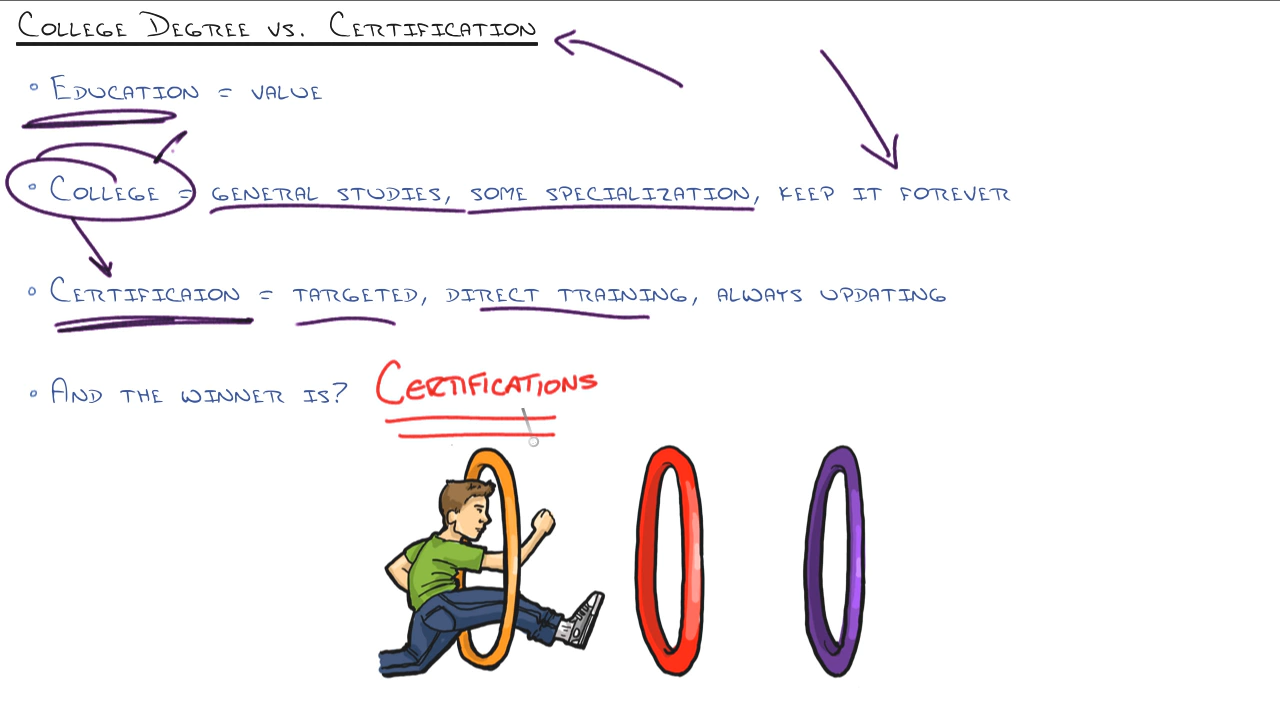 College Degree vs. Certification
• Education = value
• College = general studies, some specialization, keep it forever
• Certificaion = targeted, direct training, always updating
• And the winner is? Certifications